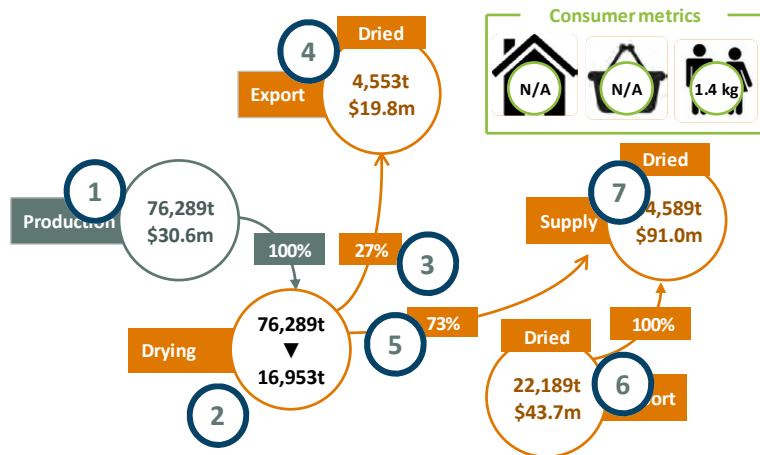 Consumer metrics
N/A
N/A
1.4 kg
4
Dried
Export
4,553t
$19.8m
1
Production
76,289t
$30.6m
100%
27%
3
7
Dried
Supply
4,589t
$91.0m
Drying
76,289t
▼
16,953t
2
5
73%
100%
Dried
22,189t
$43.7m
6
ort